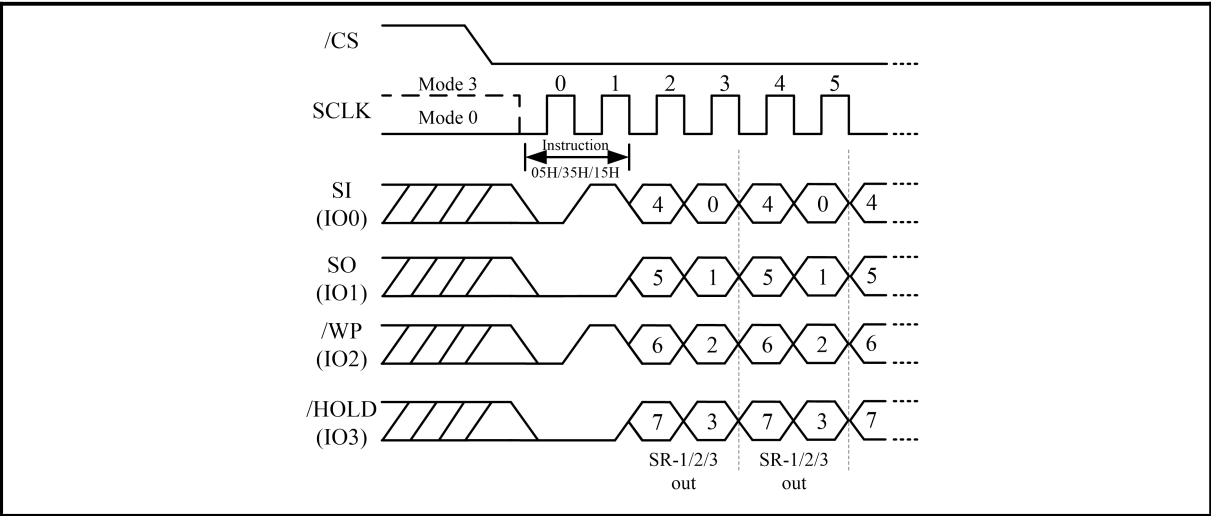 /CS
Mode 3 0 1 2 3 4 5
SCLK
Mode 0
Instruction
05H/35H/15H
SI
(IO0)
4 0 4 0 4
SO
(IO1)
5 1 5 1 5
/WP
(IO2)
6 2 6 2 6
/HOLD
(IO3)
7 3 7 3 7
SR-1/2/3 SR-1/2/3
out out